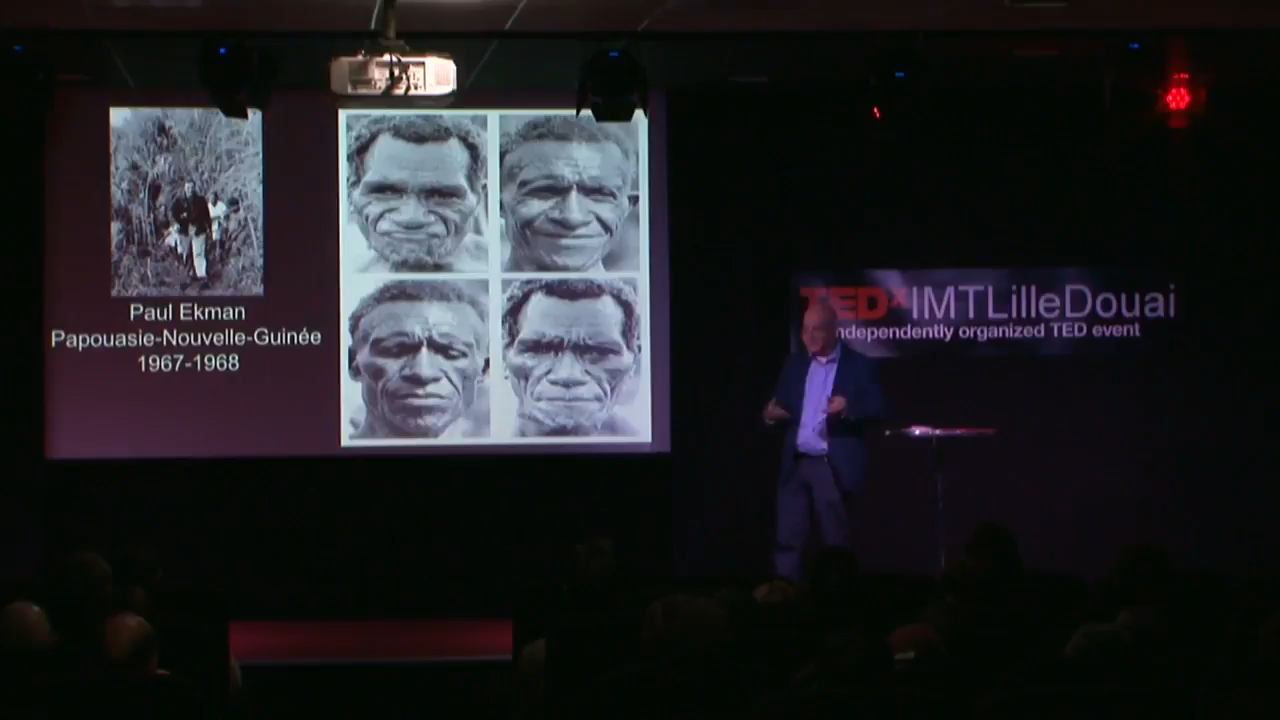 Paul Ekman
Papouasie-Nouvelle-Guinée
1967-1968
TEDxIMTLilleDouai
independently organized TED event